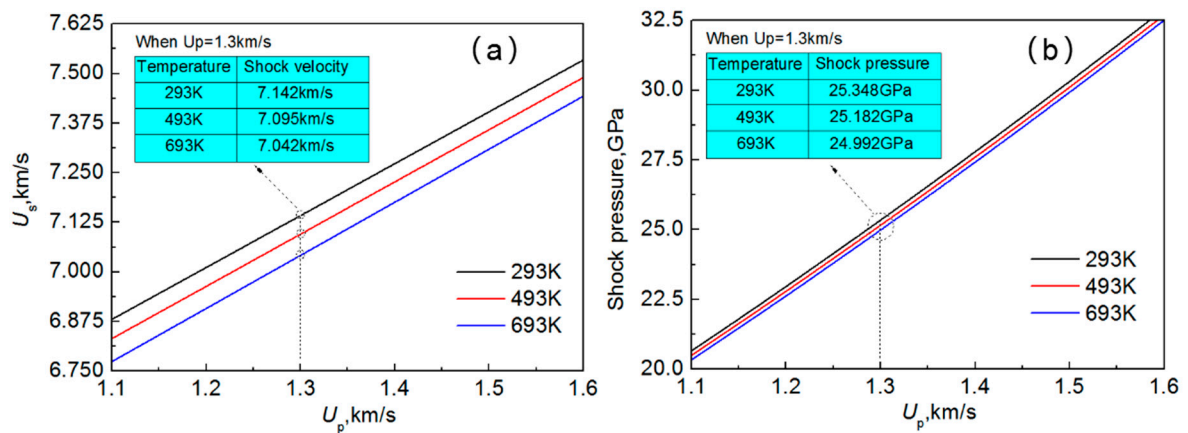 When Up=1.3km/s
(a)
Temperature Shock velocity
293K 7.142km/s
493K 7.095km/s
693K 7.042km/s
7.625
7.500
7.375
7.250
7.125
7.000
6.875
6.750
Us,km/s
293K
493K
693K
1.1 1.2 1.3 1.4 1.5 1.6
Up,km/s
When Up=1.3km/s
(b)
Temperature Shock pressure
293K 25.348GPa
493K 25.182GPa
693K 24.992GPa
32.5
30.0
27.5
25.0
22.5
20.0
Shock pressure,GPa
293K
493K
693K
1.1 1.2 1.3 1.4 1.5 1.6
Up,km/s